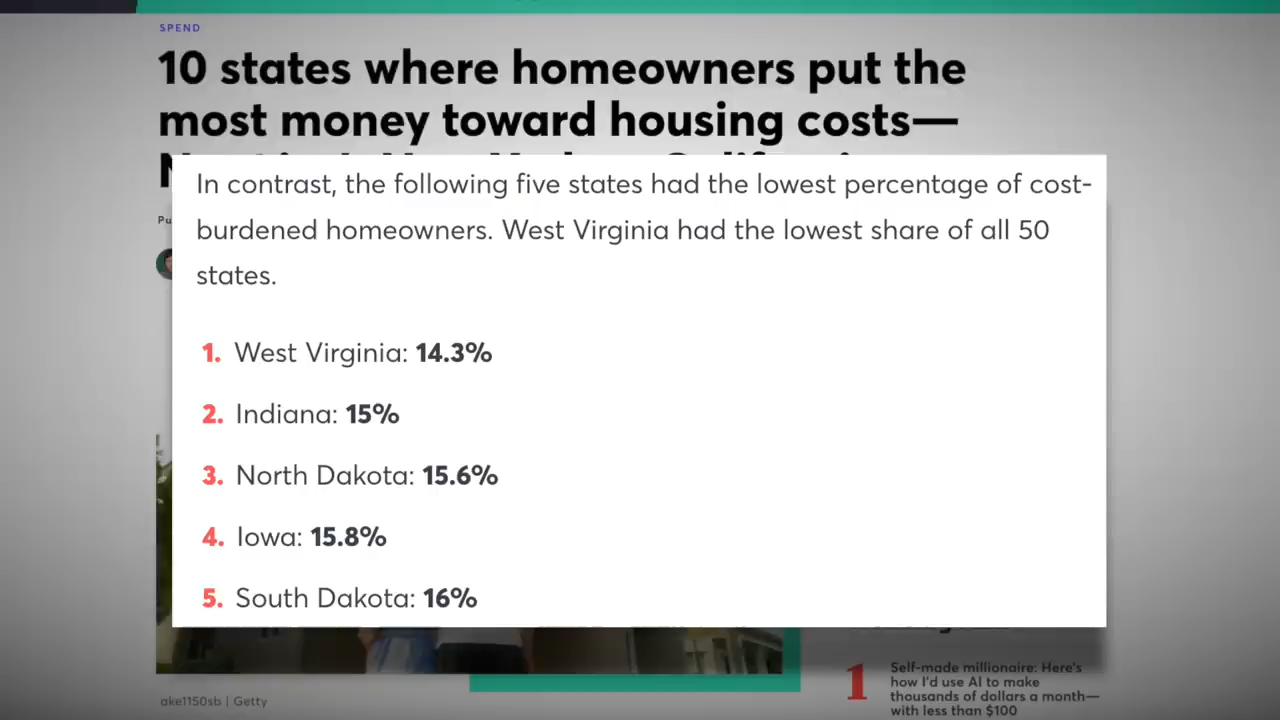 SPEND
10 states where homeowners put the
most money toward housing costs—
In contrast, the following five states had the lowest percentage of cost-
burdened homeowners. West Virginia had the lowest share of all 50
states.
1. West Virginia: 14.3%
2. Indiana: 15%
3. North Dakota: 15.6%
4. Iowa: 15.8%
5. South Dakota: 16%
ake1150sb | Getty
1
Self-made millionaire: Here's
how I'd use AI to make
thousands of dollars a month—
with less than $100